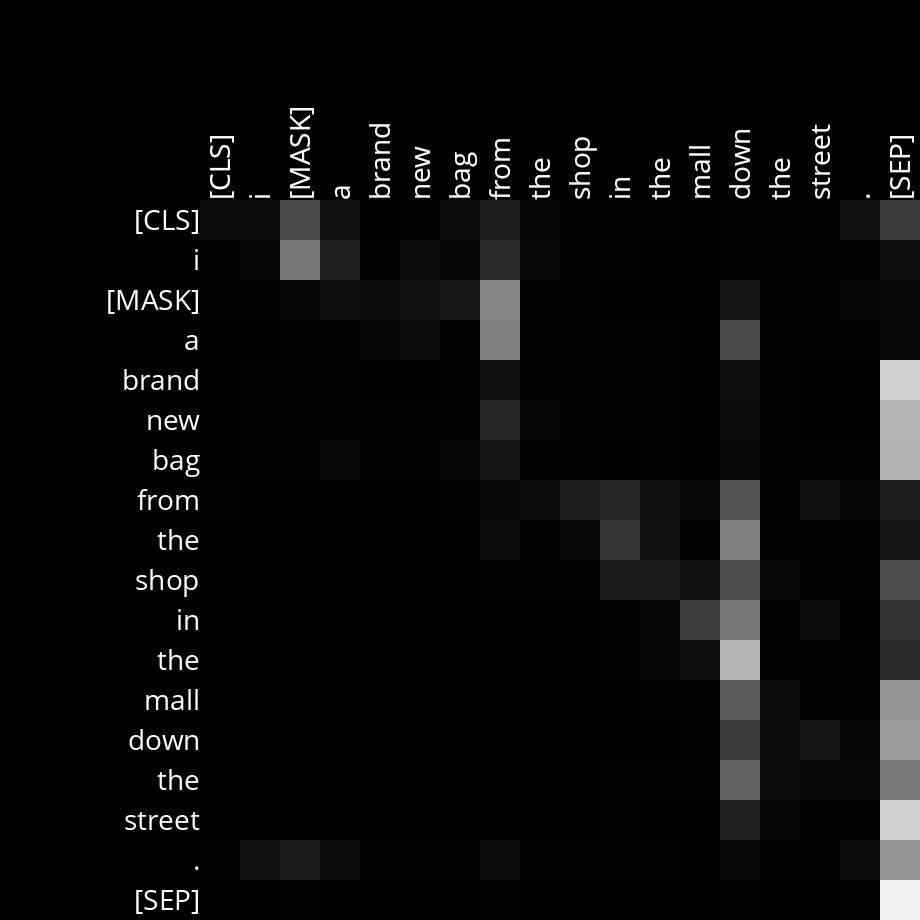 [CLS] i [MASK] a brand new bag from the shop in the mall down the street . [SEP]
[CLS]
i
[MASK]
a
brand
new
bag
from
the
shop
in
the
mall
down
the
street
.
[SEP]